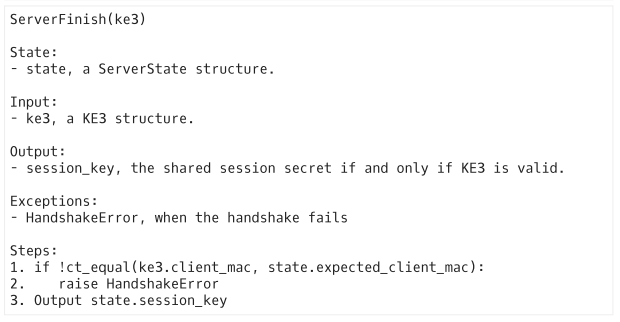 ServerFinish(ke3)

State:
- state, a ServerState structure.

Input:
- ke3, a KE3 structure.

Output:
- session_key, the shared session secret if and only if KE3 is valid.

Exceptions:
- HandshakeError, when the handshake fails

Steps:
1. if !ct_equal(ke3.client_mac, state.expected_client_mac):
2.    raise HandshakeError
3. Output state.session_key